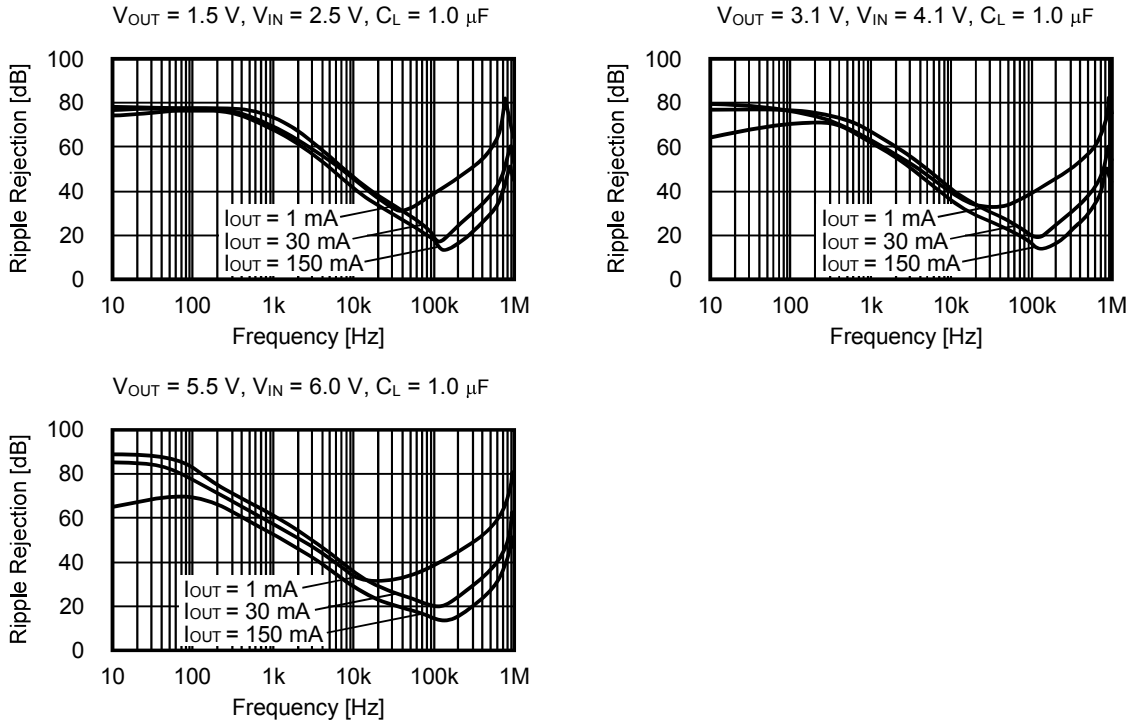 VOUT = 1.5 V, VIN = 2.5 V, CL = 1.0 μF
Ripple Rejection [dB]
100
80
60
40
20
0
IOUT = 1 mA
IOUT = 30 mA
IOUT = 150 mA
10 100 1k 10k 100k 1M
Frequency [Hz]
VOUT = 3.1 V, VIN = 4.1 V, CL = 1.0 μF
Ripple Rejection [dB]
100
80
60
40
20
0
IOUT = 1 mA
IOUT = 30 mA
IOUT = 150 mA
10 100 1k 10k 100k 1M
Frequency [Hz]
VOUT = 5.5 V, VIN = 6.0 V, CL = 1.0 μF
Ripple Rejection [dB]
100
80
60
40
20
0
IOUT = 1 mA
IOUT = 30 mA
IOUT = 150 mA
10 100 1k 10k 100k 1M
Frequency [Hz]